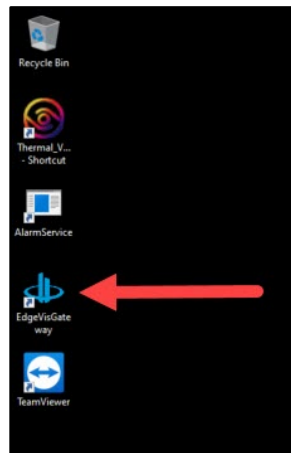 Recycle Bin
Thermal_V...
- Shortcut
AlarmService
EdgeVisGate
way
TeamViewer